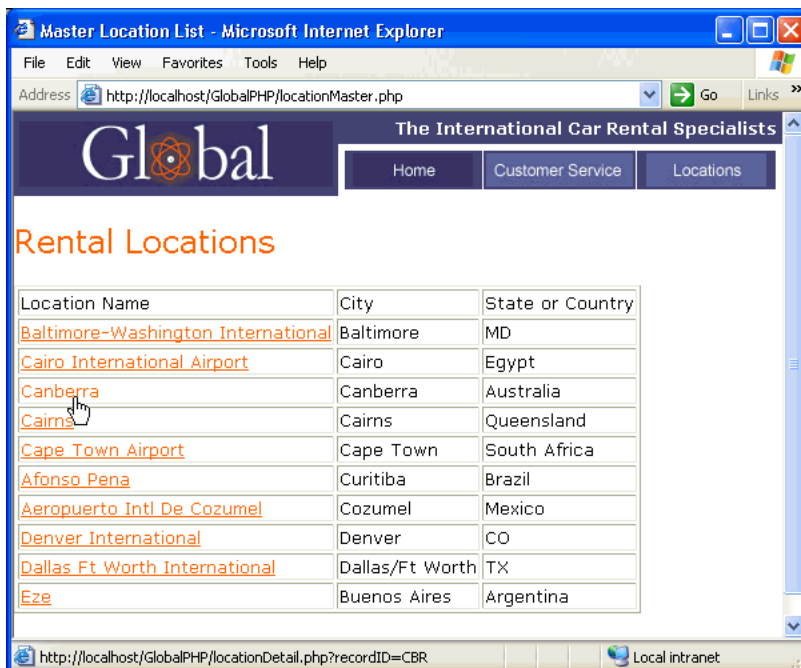 Master Location List - Microsoft Internet Explorer
File Edit View Favorites Tools Help
Address http://localhost/GlobalPHP/locationMaster.php Go Links »
The International Car Rental Specialists
Global
Home Customer Service Locations
Rental Locations
Location Name City State or Country
Baltimore-Washington International Baltimore MD
Cairo International Airport Cairo Egypt
Canberra Canberra Australia
Cairns Cairns Queensland
Cape Town Airport Cape Town South Africa
Afonso Pena Curitiba Brazil
Aeropuerto Intl De Cozumel Cozumel Mexico
Denver International Denver CO
Dallas Ft Worth International Dallas/Ft Worth TX
Eze Buenos Aires Argentina
http://localhost/GlobalPHP/locationDetail.php?recordID=CBR Local intranet